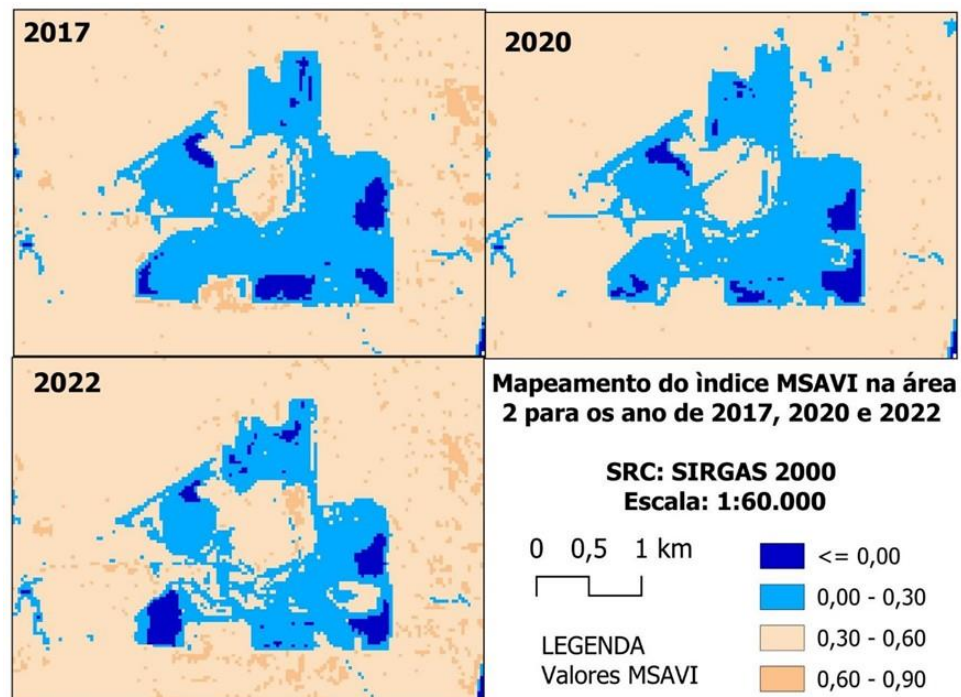 2017
2020
2022
Mapeamento do ìndice MSAVI na área
2 para os ano de 2017, 2020 e 2022
SRC: SIRGAS 2000
Escala: 1:60.000
0 0,5 1 km
LEGENDA
Valores MSAVI
<= 0,00
0,00 - 0,30
0,30 - 0,60
0,60 - 0,90